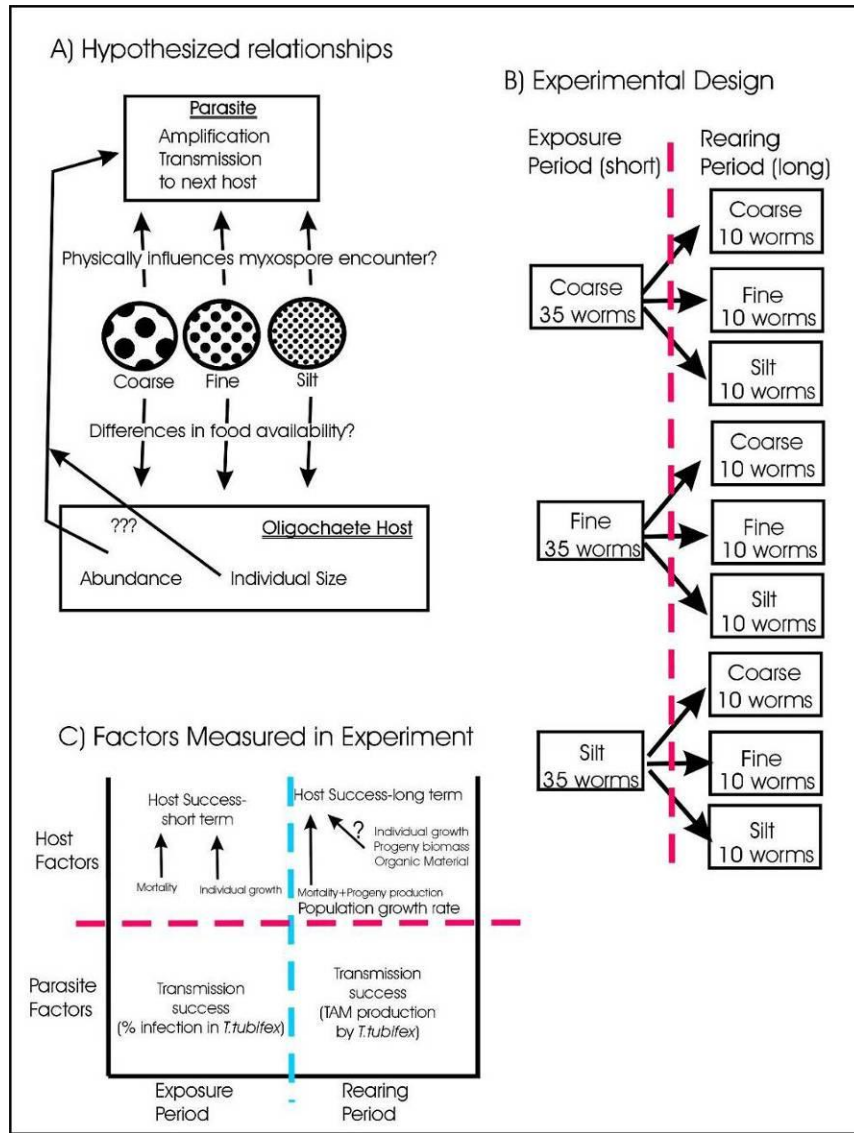 A) Hypothesized relationships
Parasite
Amplification
Transmission
to next host
Physically influences myxospore encounter?
Coarse Fine Silt
Differences in food availability?
??? Oligochaete Host
Abundance Individual Size
B) Experimental Design
Exposure
Period (short)
Rearing
Period (long)
Coarse
35 worms
Coarse
10 worms
Fine
10 worms
Silt
10 worms
Fine
35 worms
Coarse
10 worms
Fine
10 worms
Silt
10 worms
Silt
35 worms
Coarse
10 worms
Fine
10 worms
Silt
10 worms
C) Factors Measured in Experiment
Host
Factors
Host Success-
short term
Mortality Individual growth
Host Success-long term
?
Individual growth
Progeny biomass
Organic Material
Mortality+Progeny production
Population growth rate
Parasite
Factors
Transmission
success
(% infection in T.tubifex)
Transmission
success
(TAM production
by T.tubifex)
Exposure
Period
Rearing
Period